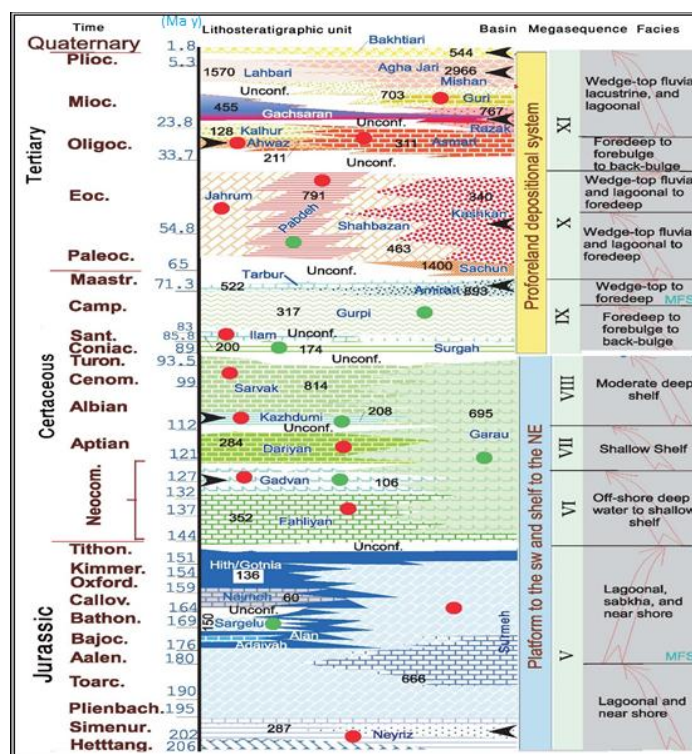 Time (Ma y) Lithosteratigraphic unit Basin Megasequence Facies
Quaternary
1.8
Bakhtiari
544
Plioc.
5.3
1570 Lahbari
Agha Jari
2966
Mishan
Unconf.
703
Guri
Mioc.
455
Gachsaran
767
Razak
23.8
Unconf.
128 Kalhur
Ahwaz
311
Asmari
Oligoc.
33.7
211
Unconf.
Tertiary
Eoc.
Jahrum
791
Pabdeh
340
Kashkan
Shahbazan
54.8
463
Paleoc.
65
1400
Sachun
Unconf.
Maastr.
71.3
Tarbur
522
Amiran 893
Camp.
317
Gurpi
83
Sant.
85.8
Ilam
Unconf.
Coniac.
89
200
174
Surgah
Turon.
93.5
Unconf.
Cenom.
99
Sarvak
814
Certaceous
Albian
112
Kazhdumi
208
695
Unconf.
Garau
Aptian
121
284
Dariyan
Neocom.
127
Gadvan
106
132
137
352
Fahliyan
144
Tithon.
151
Unconf.
Kimmer.
154
Hith/Gotnia
136
Oxford.
159
Callov.
164
Najmeh
60
Unconf.
Bathon.
169
150
Sargelu
Alan
Bajoc.
176
Adaiyah
Aalen.
180
Surmeh
Jurassic
Toarc.
666
190
Plienbach.
195
Simenur.
202
287
Neyriz
Hetttang.
206
Proforeland depositional system
Platform to the sw and shelf to the NE
XI
X
IX
VIII
VII
VI
V
Wedge-top fluvia
lacustrine, and
lagoonal
Foredeep to
forebulge
to back-bulge
Wedge-top fluvia
and lagoonal to
foredeep
Wedge-top fluvia
and lagoonal to
foredeep
Wedge-top to
foredeep
MFS
Foredeep to
forebulge to
back-bulge
Moderate deep
shelf
Shallow Shelf
Off-shore deep
water to shallow
shelf
Lagoonal,
sabkha, and
near shore
MFS
Lagoonal and
near shore